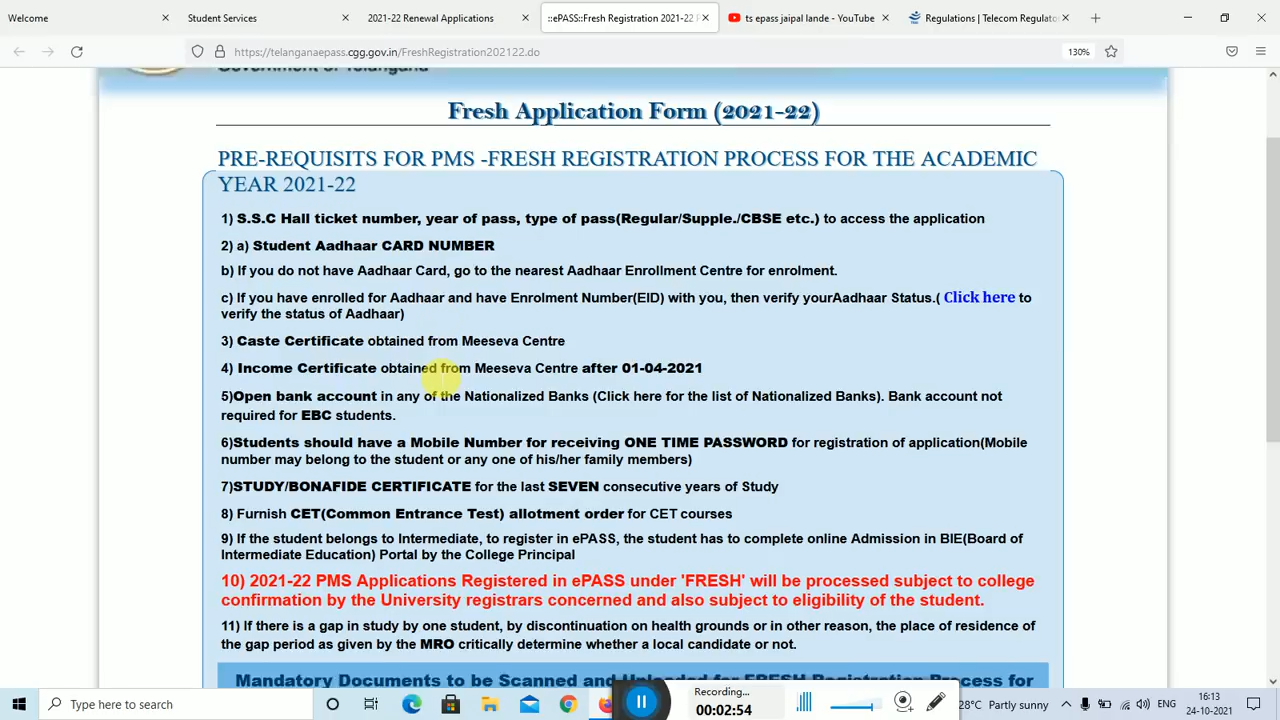 Welcome
Student Services
2021-22 Renewal Applications
::ePASS::Fresh Registration 2021-22
ts epass jaipal lande - YouTube
Regulations | Telecom Regulator
https://telanganaepass.cgg.gov.in/FreshRegistration202122.do
130%
Government of Telangana
Fresh Application Form (2021-22)
PRE-REQUISITS FOR PMS -FRESH REGISTRATION PROCESS FOR THE ACADEMIC
YEAR 2021-22
1) S.S.C Hall ticket number, year of pass, type of pass(Regular/Supple./CBSE etc.) to access the application
2) a) Student Aadhaar CARD NUMBER
b) If you do not have Aadhaar Card, go to the nearest Aadhaar Enrollment Centre for enrolment.
c) If you have enrolled for Aadhaar and have Enrolment Number(EID) with you, then verify yourAadhaar Status.( Click here to
verify the status of Aadhaar)
3) Caste Certificate obtained from Meeseva Centre
4) Income Certificate obtained from Meeseva Centre after 01-04-2021
5)Open bank account in any of the Nationalized Banks (Click here for the list of Nationalized Banks). Bank account not
required for EBC students.
6)Students should have a Mobile Number for receiving ONE TIME PASSWORD for registration of application(Mobile
number may belong to the student or any one of his/her family members)
7)STUDY/BONAFIDE CERTIFICATE for the last SEVEN consecutive years of Study
8) Furnish CET(Common Entrance Test) allotment order for CET courses
9) If the student belongs to Intermediate, to register in ePASS, the student has to complete online Admission in BIE(Board of
Intermediate Education) Portal by the College Principal
10) 2021-22 PMS Applications Registered in ePASS under 'FRESH' will be processed subject to college
confirmation by the University registrars concerned and also subject to eligibility of the student.
11) If there is a gap in study by one student, by discontinuation on health grounds or in other reason, the place of residence of
the gap period as given by the MRO critically determine whether a local candidate or not.
Mandatory Documents to be Scanned and Uploaded for FRESH Registration Process for
Type here to search
Recording...
00:02:54
28°C Partly sunny
ENG
16:13
24-10-2021